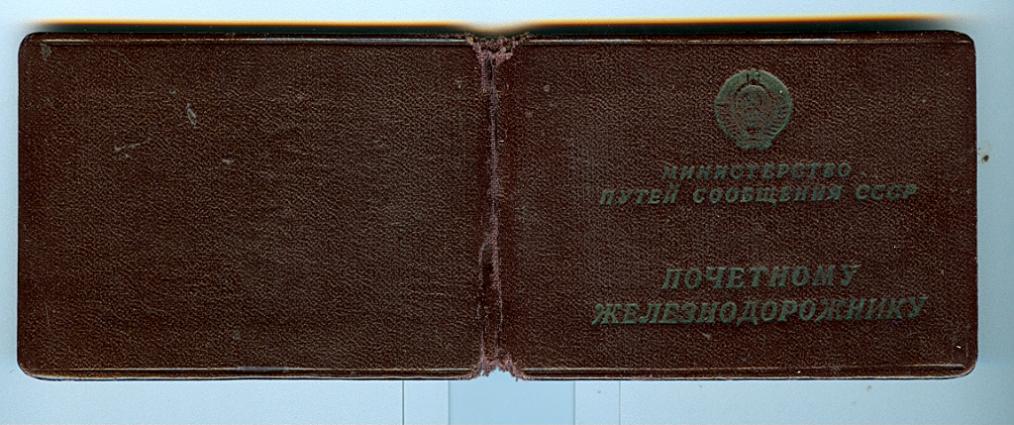 МИНИСТЕРСТВО
ПУТЕЙ СООБЩЕНИЯ СССР
ПОЧЕТНОМУ
ЖЕЛЕЗНОДОРОЖНИКУ